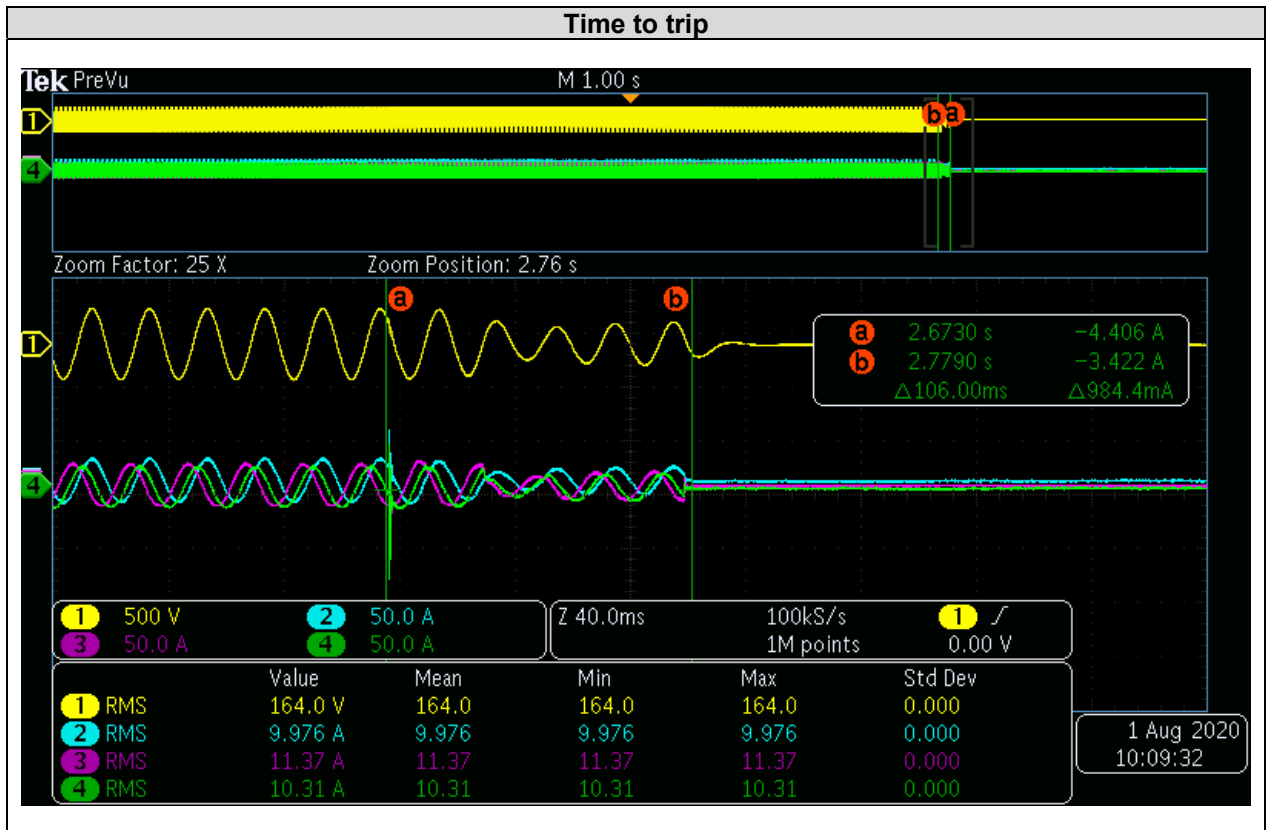 Time to trip
Tek PreVu M 1.00 s
1 b a
4
Zoom Factor: 25 X Zoom Position: 2.76 s
a b
1
a 2.6730 s −4.406 A
b 2.7790 s −3.422 A
△106.00ms △984.4mA
4
1 500 V 2 50.0 A Z 40.0ms 100kS/s 1
3 50.0 A 4 50.0 A 1M points 0.00 V
Value Mean Min Max Std Dev
1 RMS 164.0 V 164.0 164.0 164.0 0.000
2 RMS 9.976 A 9.976 9.976 9.976 0.000
3 RMS 11.37 A 11.37 11.37 11.37 0.000
4 RMS 10.31 A 10.31 10.31 10.31 0.000
1 Aug 2020
10:09:32